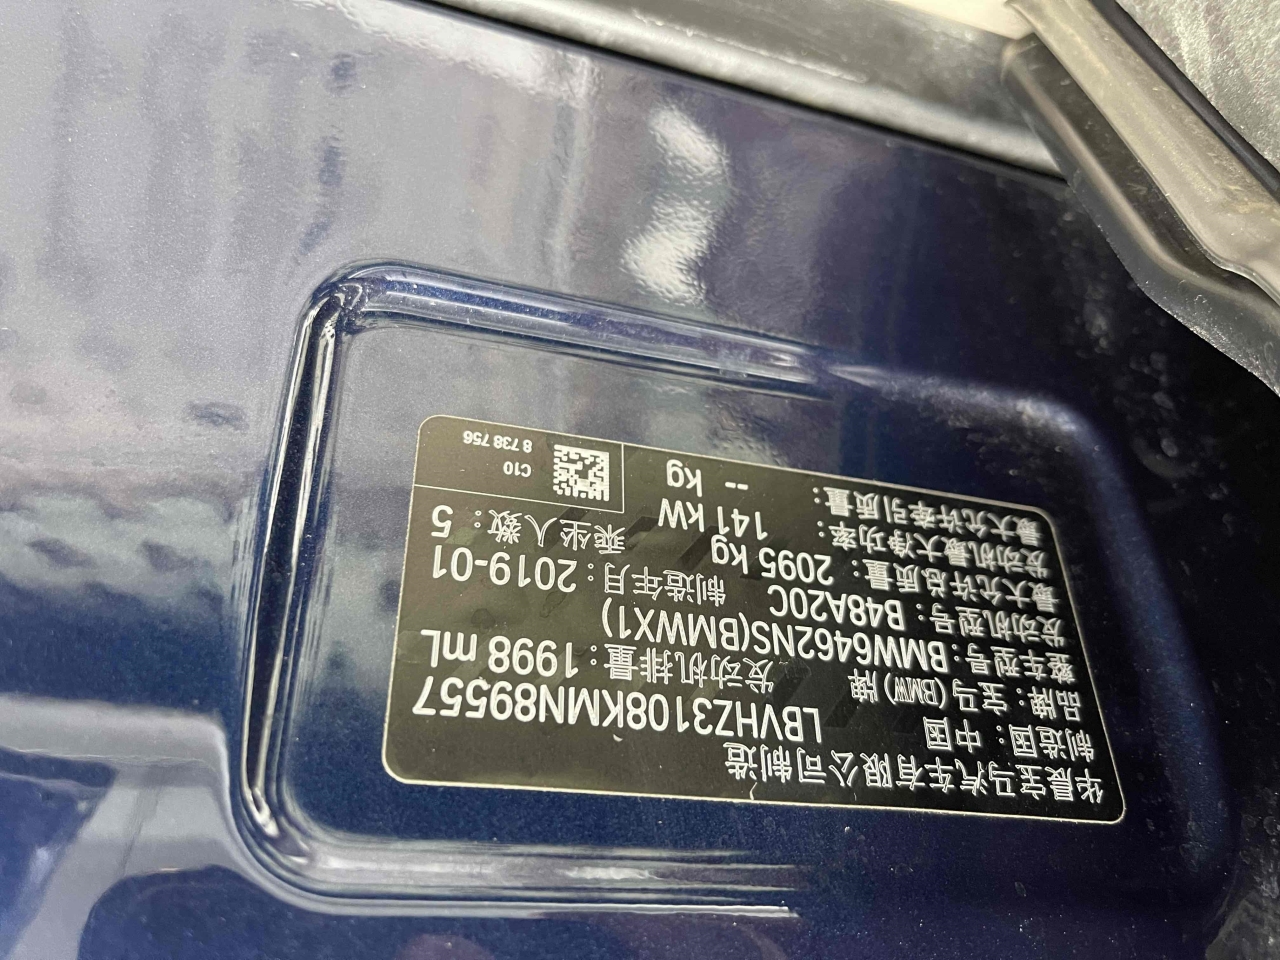 华晨宝马汽车有限公司制造
制造国：中国 LBVHZ3108KMN89557
品牌：宝马(BMW)牌 发动机排量：1998 mL
整车型号：BMW6462NS(BMWX1)
发动机型号：B48A20C 制造年月：2019-01
最大允许总质量：2095 kg 乘坐人数：5
发动机最大净功率：141 kW
最大允许牵引质量：-- kg
C10
8 738 756